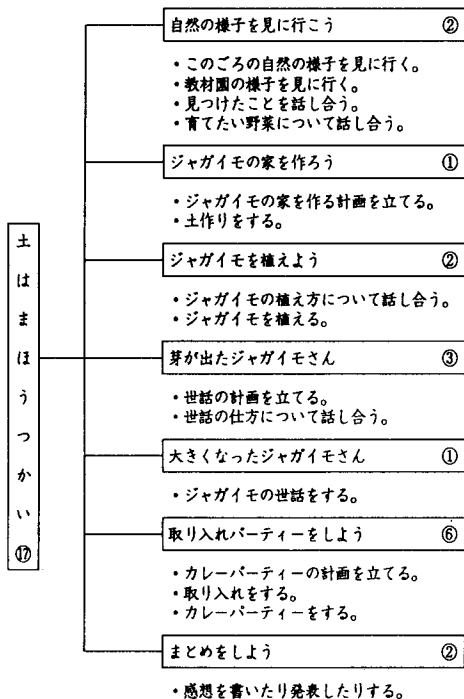 自然の様子を見に行こう ②
・このごろの自然の様子を見に行く。
・教材園の様子を見に行く。
・見つけたことを話し合う。
・育てたい野菜について話し合う。
ジャガイモの家を作ろう ①
・ジャガイモの家を作る計画を立てる。
・土作りをする。
土はまほうつかい⑰
ジャガイモを植えよう ②
・ジャガイモの植え方について話し合う。
・ジャガイモを植える。
芽が出たジャガイモさん ③
・世話の計画を立てる。
・世話の仕方について話し合う。
大きくなったジャガイモさん ①
・ジャガイモの世話をする。
取り入れパーティーをしよう ⑥
・カレーパーティーの計画を立てる。
・取り入れをする。
・カレーパーティーをする。
まとめをしよう ②
・感想を書いたり発表したりする。